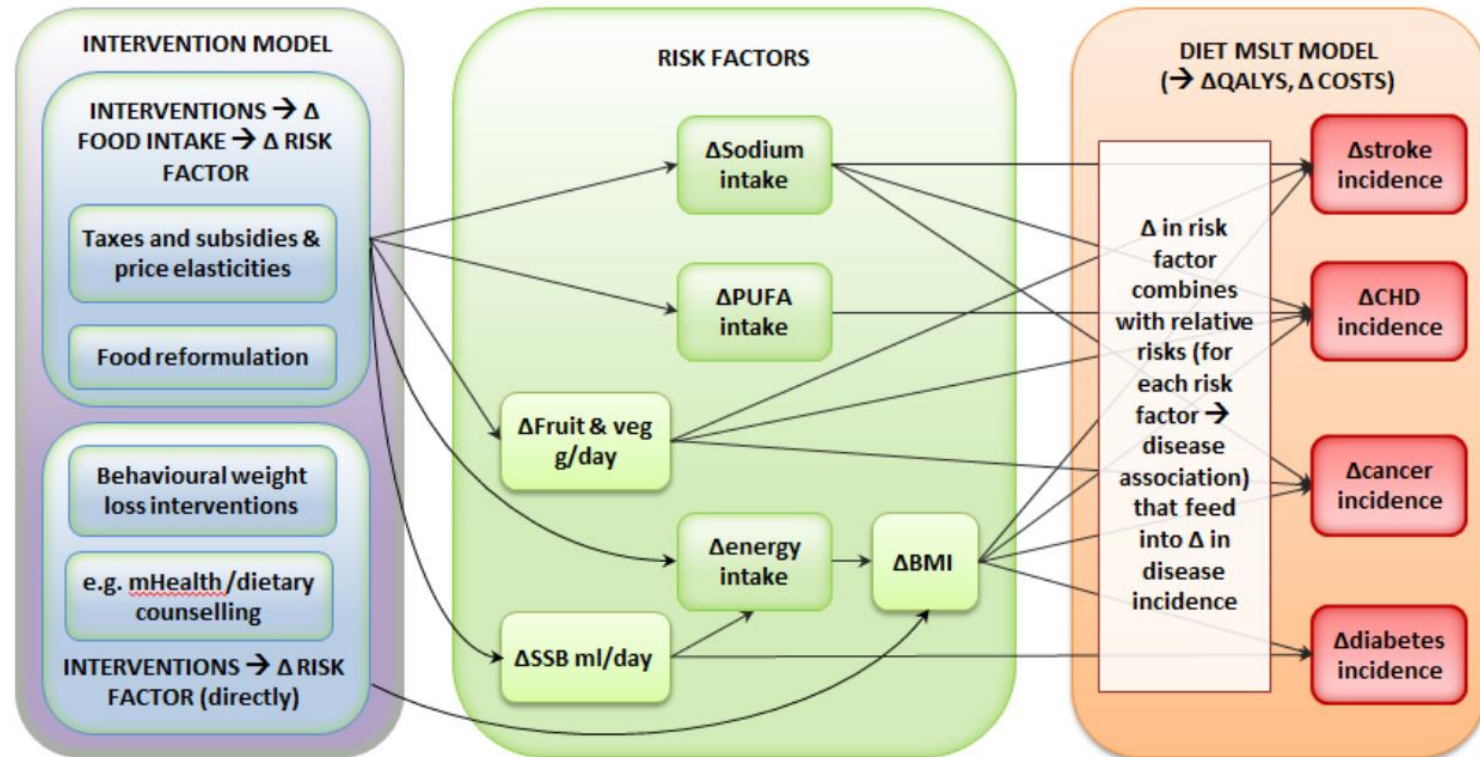 INTERVENTION MODEL
INTERVENTIONS → Δ
FOOD INTAKE → Δ RISK
FACTOR
Taxes and subsidies &
price elasticities
Food reformulation
Behavioural weight
loss interventions
e.g. mHealth/dietary
counselling
INTERVENTIONS → Δ RISK
FACTOR (directly)
RISK FACTORS
ΔSodium
intake
ΔPUFA
intake
ΔFruit & veg
g/day
Δenergy
intake
ΔBMI
ΔSSB ml/day
DIET MSLT MODEL
(→ ΔQALYS, Δ COSTS)
Δ in risk
factor
combines
with relative
risks (for
each risk
factor →
disease
association)
that feed
into Δ in
disease
incidence
Δstroke
incidence
ΔCHD
incidence
Δcancer
incidence
Δdiabetes
incidence